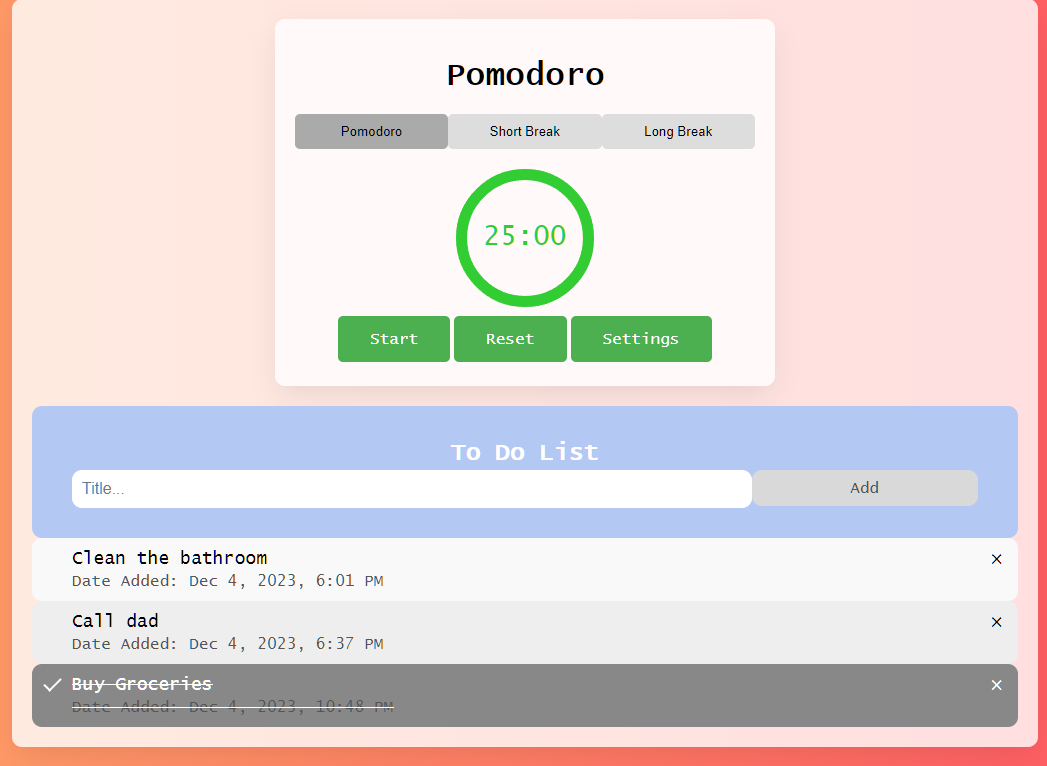 Pomodoro
Pomodoro Short Break Long Break
25:00
Start Reset Settings
To Do List
Title... Add
Clean the bathroom ×
Date Added: Dec 4, 2023, 6:01 PM
Call dad ×
Date Added: Dec 4, 2023, 6:37 PM
Buy Groceries ×
Date Added: Dec 4, 2023, 10:48 PM